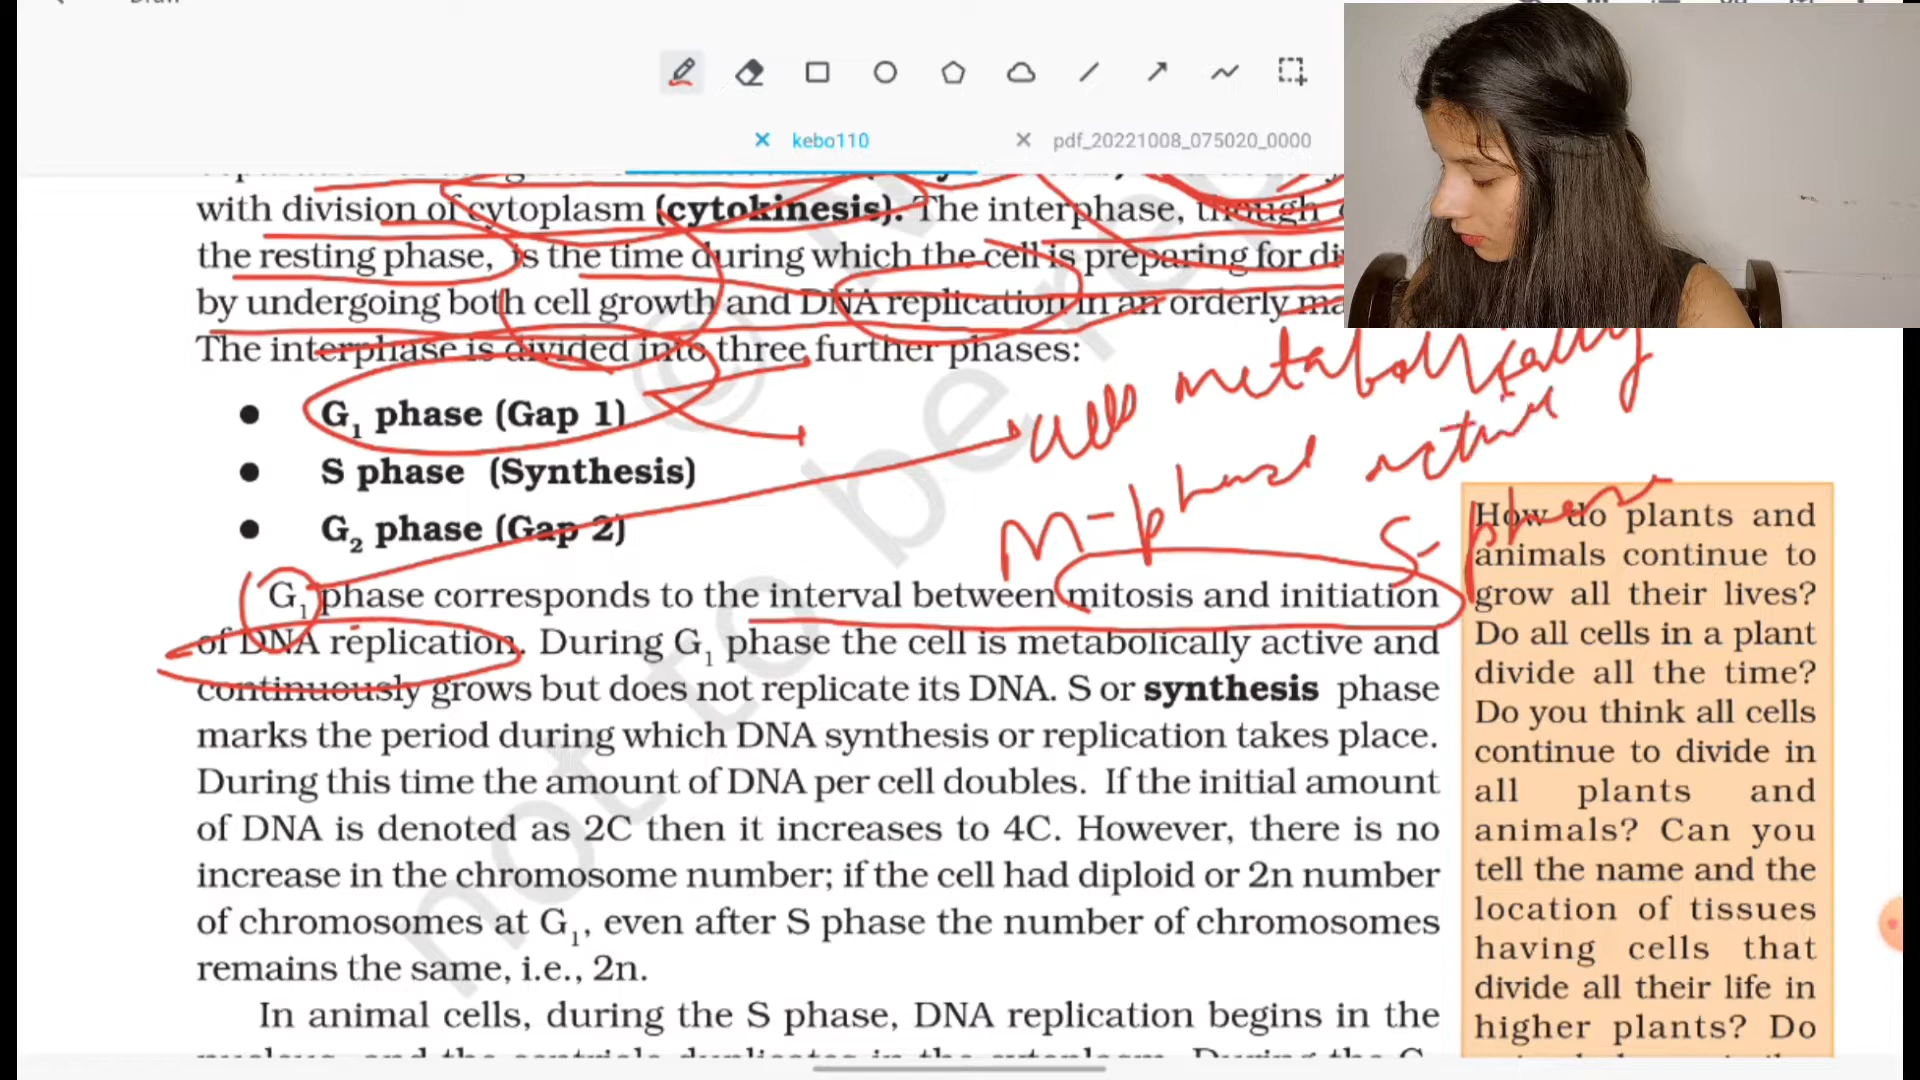 kebo110
pdf_20221008_075020_0000
with division of cytoplasm (cytokinesis). The interphase, though
the resting phase, is the time during which the cell is preparing for di
by undergoing both cell growth and DNA replication in an orderly ma
The interphase is divided into three further phases:
● G₁ phase (Gap 1)
● S phase (Synthesis)
● G₂ phase (Gap 2)
cells metabolically
active
M-phase
S-phase
G₁ phase corresponds to the interval between mitosis and initiation
of DNA replication. During G₁ phase the cell is metabolically active and
continuously grows but does not replicate its DNA. S or synthesis phase
marks the period during which DNA synthesis or replication takes place.
During this time the amount of DNA per cell doubles. If the initial amount
of DNA is denoted as 2C then it increases to 4C. However, there is no
increase in the chromosome number; if the cell had diploid or 2n number
of chromosomes at G₁, even after S phase the number of chromosomes
remains the same, i.e., 2n.
In animal cells, during the S phase, DNA replication begins in the
How do plants and
animals continue to
grow all their lives?
Do all cells in a plant
divide all the time?
Do you think all cells
continue to divide in
all plants and
animals? Can you
tell the name and the
location of tissues
having cells that
divide all their life in
higher plants? Do
©
not to be re